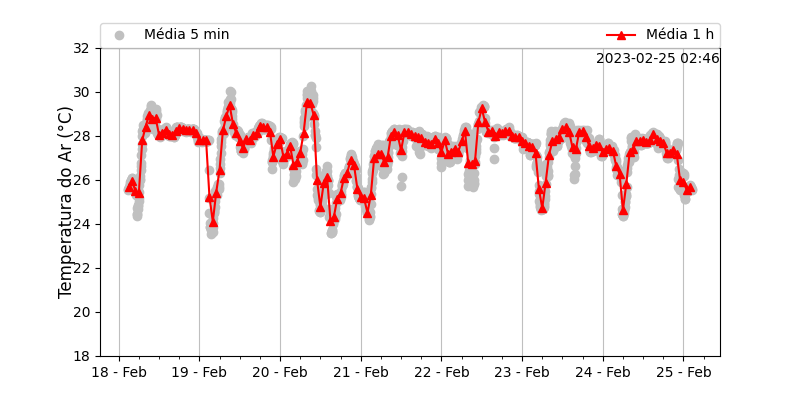 Média 5 min
Média 1 h
2023-02-25 02:46
Temperatura do Ar (°C)
32
30
28
26
24
22
20
18
18 - Feb
19 - Feb
20 - Feb
21 - Feb
22 - Feb
23 - Feb
24 - Feb
25 - Feb